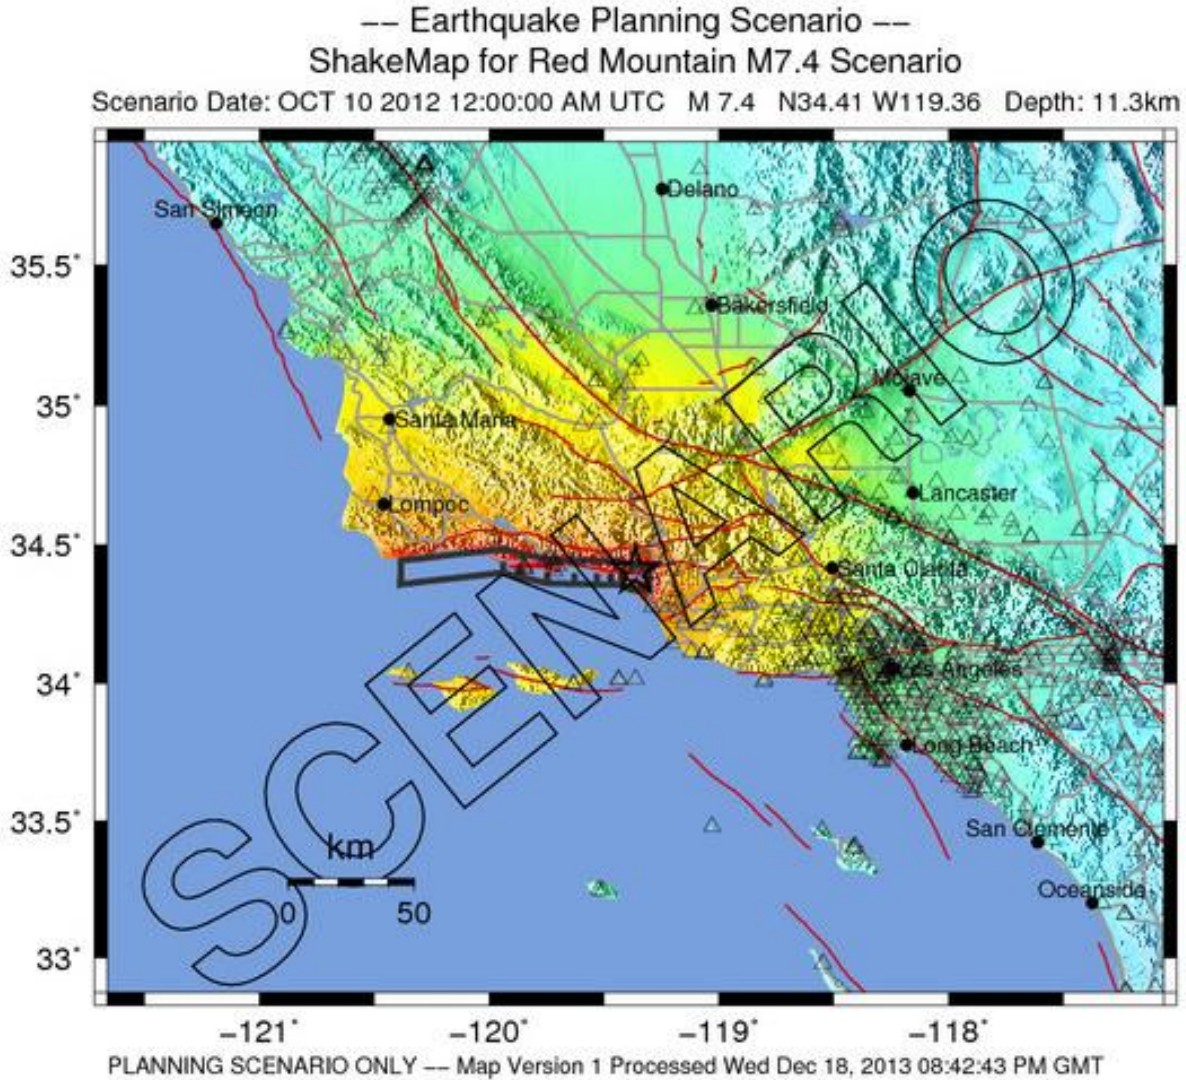 -- Earthquake Planning Scenario --
ShakeMap for Red Mountain M7.4 Scenario
Scenario Date: OCT 10 2012 12:00:00 AM UTC M 7.4 N34.41 W119.36 Depth: 11.3km
Delano
San Simeon
35.5°
Bakersfield
Mojave
35°
Santa Maria
Lancaster
Lompoc
34.5°
Santa Clarita
34°
Los Angeles
Long Beach
33.5°
San Clemente
km
Oceanside
0 50
33°
SCENARIO
-121° -120° -119° -118°
PLANNING SCENARIO ONLY -- Map Version 1 Processed Wed Dec 18, 2013 08:42:43 PM GMT